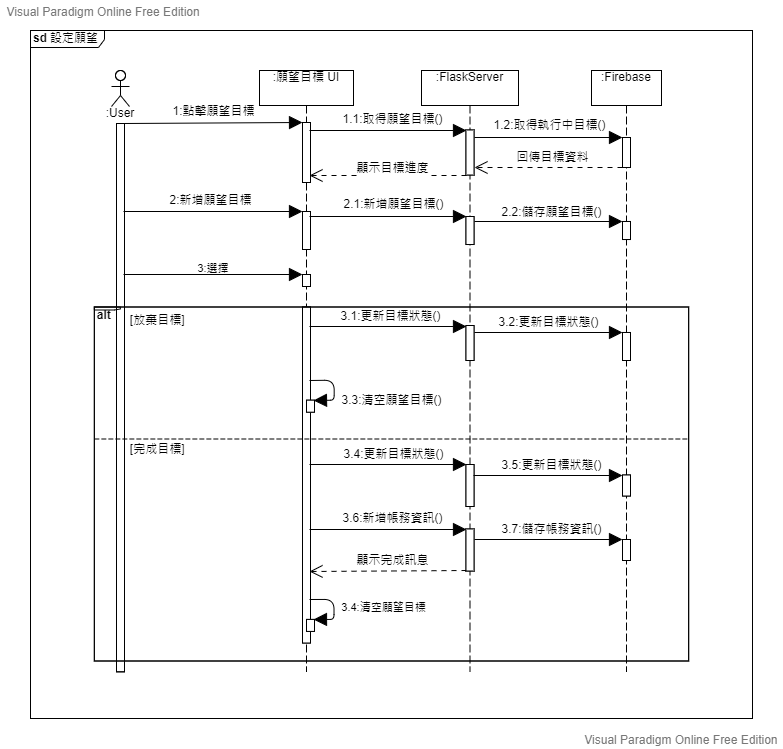 Visual Paradigm Online Free Edition
sd 設定願望
:User
:願望目標 UI
:FlaskServer
:Firebase
1:點擊願望目標
1.1:取得願望目標()
1.2:取得執行中目標()
回傳目標資料
顯示目標進度
2:新增願望目標
2.1:新增願望目標()
2.2:儲存願望目標()
3:選擇
alt
[放棄目標]
3.1:更新目標狀態()
3.2:更新目標狀態()
3.3:清空願望目標()
[完成目標]
3.4:更新目標狀態()
3.5:更新目標狀態()
3.6:新增帳務資訊()
3.7:儲存帳務資訊()
顯示完成訊息
3.4:清空願望目標
Visual Paradigm Online Free Edition